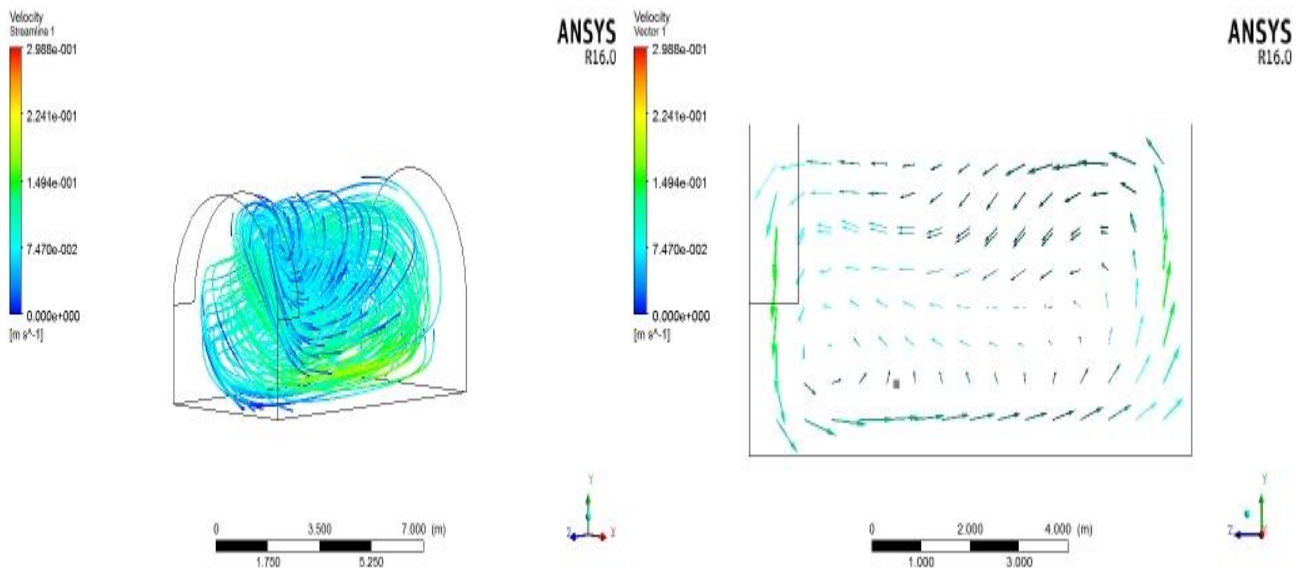 Velocity
Streamline 1
2.988e-001
2.241e-001
1.494e-001
7.470e-002
0.000e+000
[m s^-1]
ANSYS
R16.0
0 3.500 7.000 (m)
1.750 5.250
Y
Z X
Velocity
Vector 1
2.988e-001
2.241e-001
1.494e-001
7.470e-002
0.000e+000
[m s^-1]
ANSYS
R16.0
0 2.000 4.000 (m)
1.000 3.000
Y
Z X